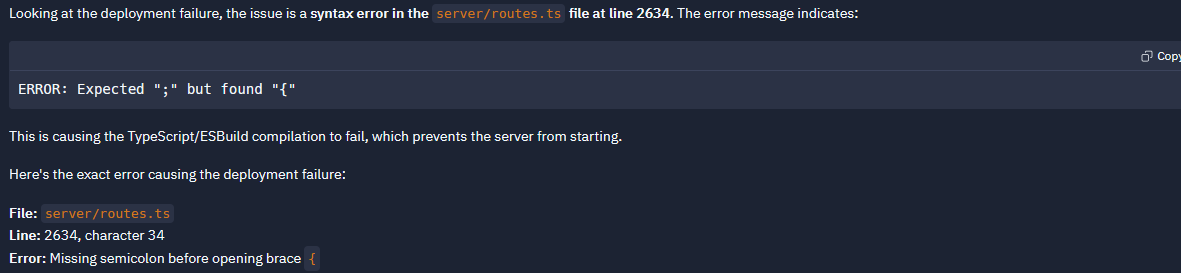 Looking at the deployment failure, the issue is a syntax error in the server/routes.ts file at line 2634. The error message indicates:
Copy
ERROR: Expected ";" but found "{"
This is causing the TypeScript/ESBuild compilation to fail, which prevents the server from starting.
Here's the exact error causing the deployment failure:
File: server/routes.ts
Line: 2634, character 34
Error: Missing semicolon before opening brace {